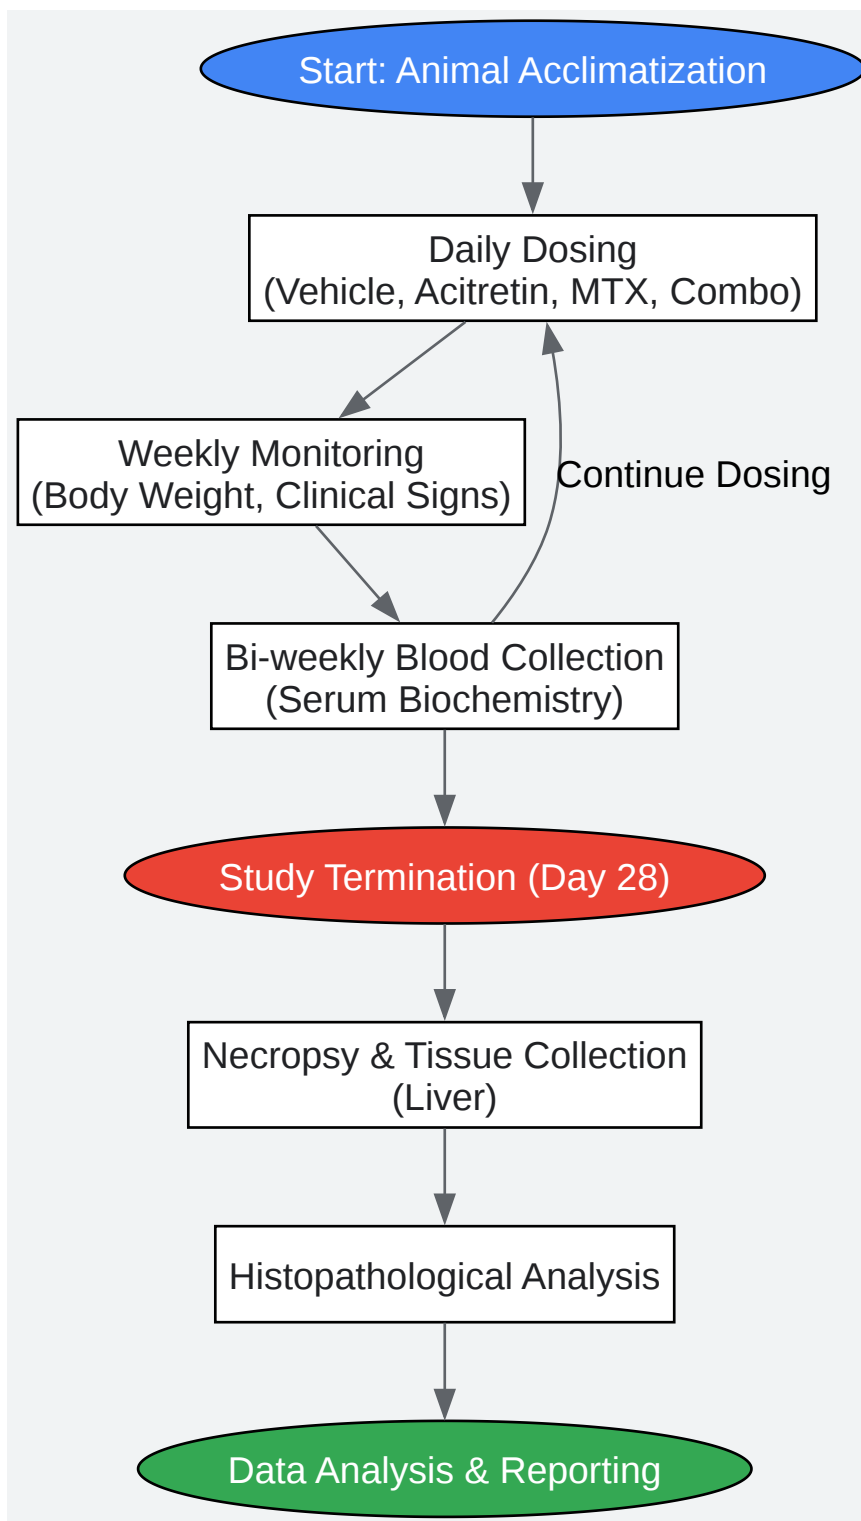 Start: Animal Acclimatization
Daily Dosing
(Vehicle, Acitretin, MTX, Combo)
Weekly Monitoring
(Body Weight, Clinical Signs)
Continue Dosing
Bi-weekly Blood Collection
(Serum Biochemistry)
Study Termination (Day 28)
Necropsy & Tissue Collection
(Liver)
Histopathological Analysis
Data Analysis & Reporting